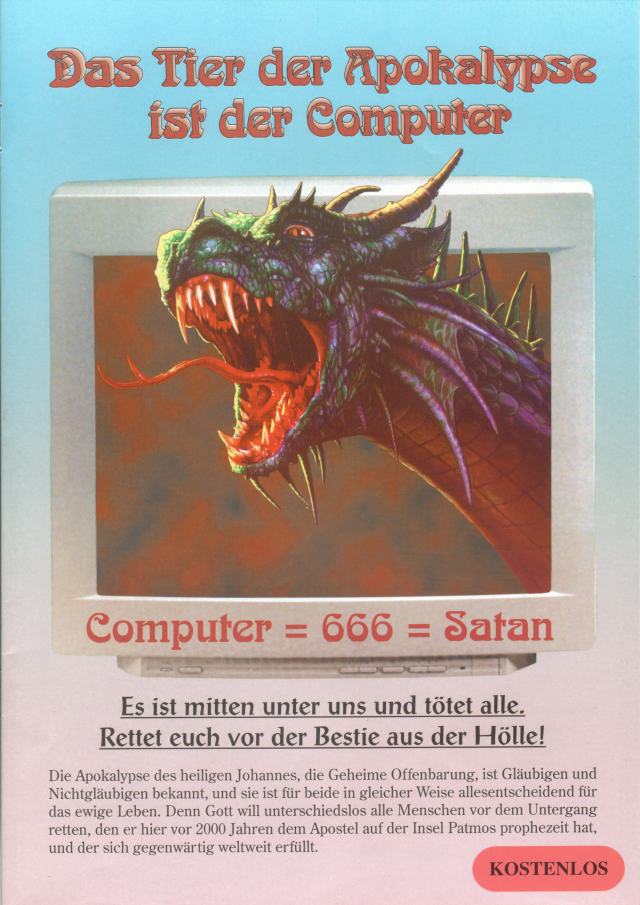 Das Tier der Apokalypse
ist der Computer
Computer = 666 = Satan
Es ist mitten unter uns und tötet alle.
Rettet euch vor der Bestie aus der Hölle!
Die Apokalypse des heiligen Johannes, die Geheime Offenbarung, ist Gläubigen und
Nichtgläubigen bekannt, und sie ist für beide in gleicher Weise allesentscheidend für
das ewige Leben. Denn Gott will unterschiedslos alle Menschen vor dem Untergang
retten, den er hier vor 2000 Jahren dem Apostel auf der Insel Patmos prophezeit hat,
und der sich gegenwärtig weltweit erfüllt.
KOSTENLOS